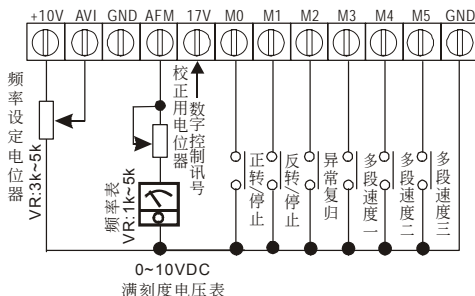 +10V AVI GND AFM 17V M0 M1 M2 M3 M4 M5 GND
频率设定电位器
VR:3k~5k
校正用电位器
VR:1k~5k
频率表
数字控制讯号
正转/停止
反转/停止
异常复归
多段速度一
多段速度二
多段速度三
0~10VDC
满刻度电压表